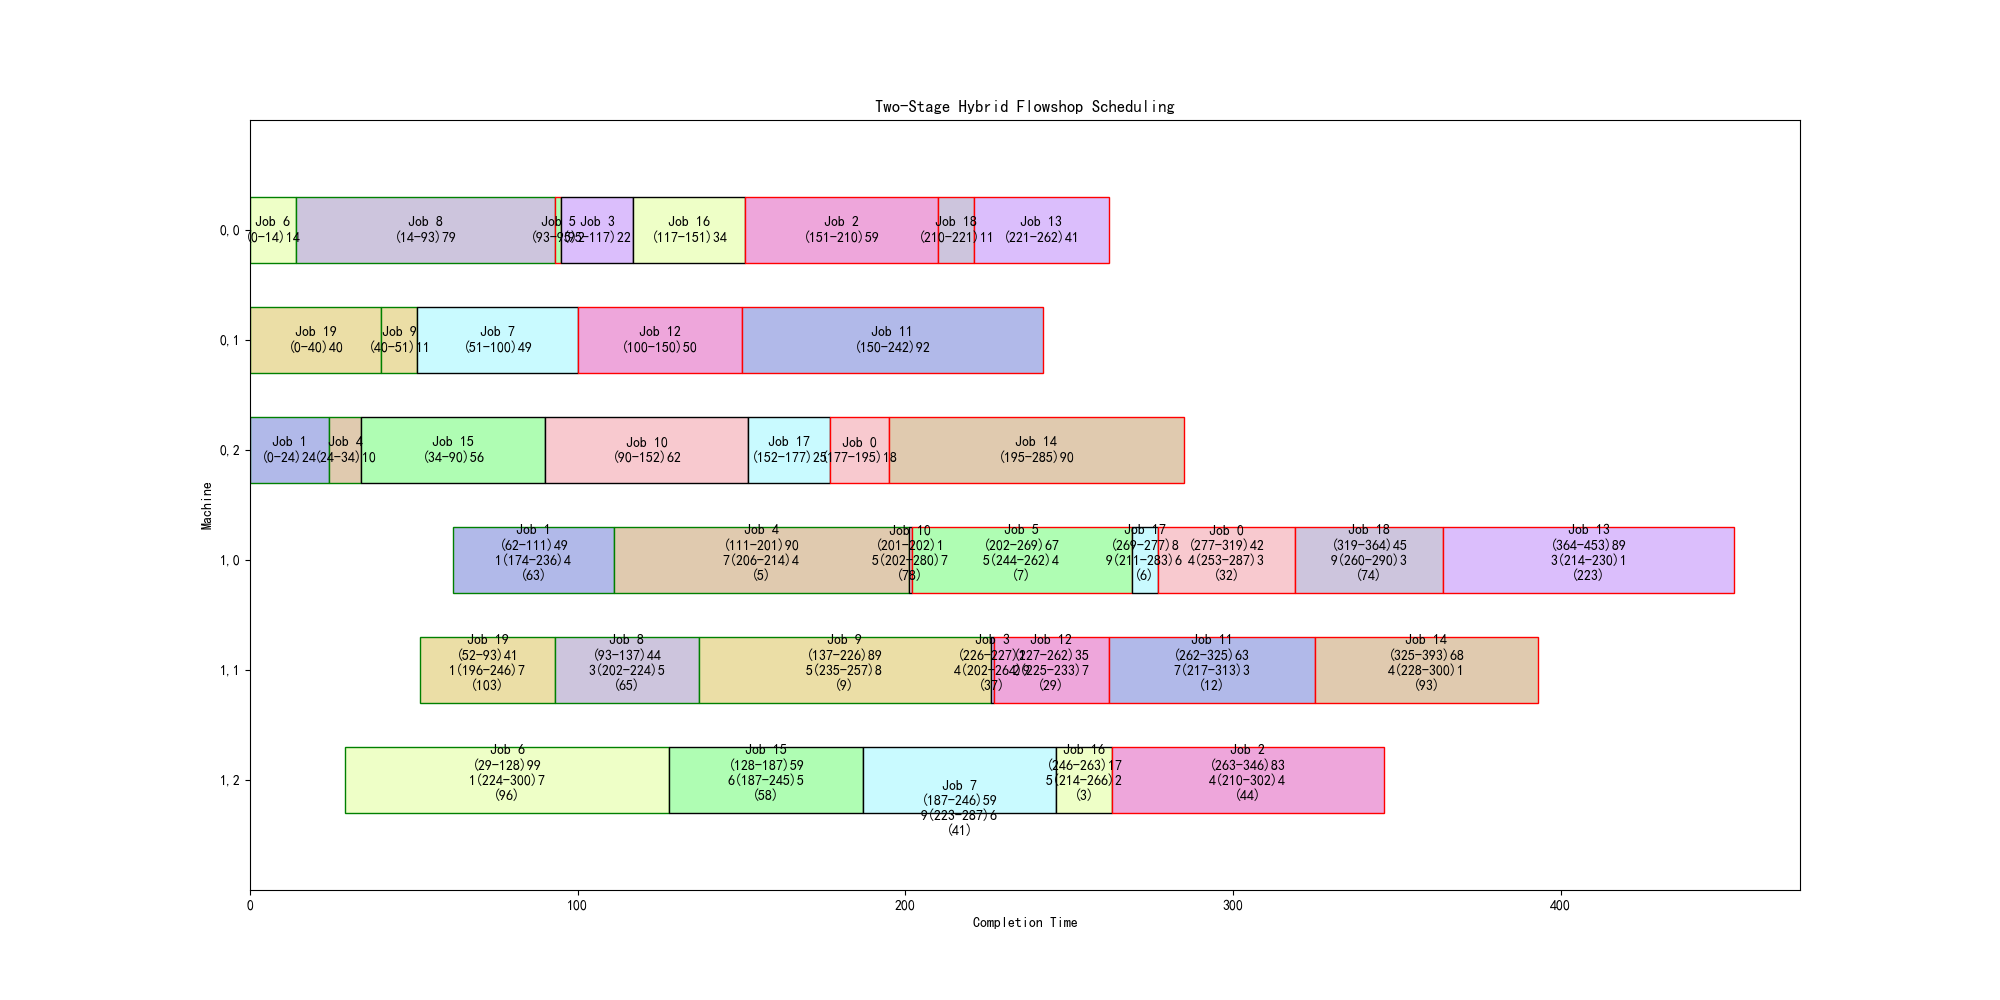 Two-Stage Hybrid Flowshop Scheduling
Machine
0,0
Job 6
(0-14)14
Job 8
(14-93)79
Job 5
(93-95)2
Job 3
(95-117)22
Job 16
(117-151)34
Job 2
(151-210)59
Job 18
(210-221)11
Job 13
(221-262)41
0,1
Job 19
(0-40)40
Job 9
(40-51)11
Job 7
(51-100)49
Job 12
(100-150)50
Job 11
(150-242)92
0,2
Job 1
(0-24)24
Job 4
(24-34)10
Job 15
(34-90)56
Job 10
(90-152)62
Job 17
(152-177)25
Job 0
(177-195)18
Job 14
(195-285)90
1,0
Job 1
(62-111)49
1(174-236)4
(63)
Job 4
(111-201)90
7(206-214)4
(5)
Job 10
(201-202)1
5(202-280)7
(78)
Job 5
(202-269)67
5(244-262)4
(7)
Job 17
(269-277)8
9(211-283)6
(6)
Job 0
(277-319)42
4(253-287)3
(32)
Job 18
(319-364)45
9(260-290)3
(74)
Job 13
(364-453)89
3(214-230)1
(223)
1,1
Job 19
(52-93)41
1(196-246)7
(103)
Job 8
(93-137)44
3(202-224)5
(65)
Job 9
(137-226)89
5(235-257)8
(9)
Job 3
(226-227)1
4(202-264)9
(37)
Job 12
(227-262)35
2(225-233)7
(29)
Job 11
(262-325)63
7(217-313)3
(12)
Job 14
(325-393)68
4(228-300)1
(93)
1,2
Job 6
(29-128)99
1(224-300)7
(96)
Job 15
(128-187)59
6(187-245)5
(58)
Job 7
(187-246)59
9(223-287)6
(41)
Job 16
(246-263)17
5(214-266)2
(3)
Job 2
(263-346)83
4(210-302)4
(44)
0
100
200
300
400
Completion Time